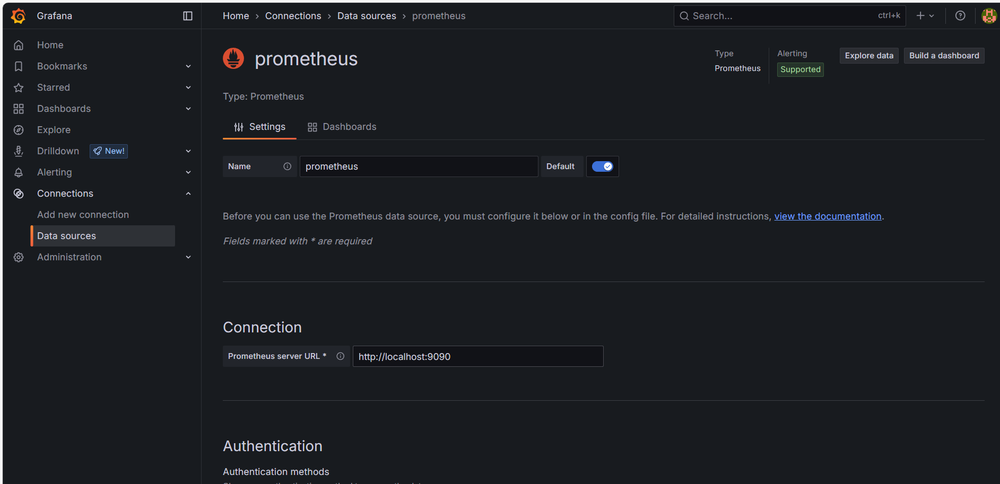 Grafana
Home › Connections › Data sources › prometheus
Search...
ctrl+k
Home
Bookmarks
Starred
Dashboards
Explore
Drilldown
New!
Alerting
Connections
Add new connection
Data sources
Administration
prometheus
Type
Prometheus
Alerting
Supported
Explore data
Build a dashboard
Type: Prometheus
Settings
Dashboards
Name
prometheus
Default
Before you can use the Prometheus data source, you must configure it below or in the config file. For detailed instructions, view the documentation.
Fields marked with * are required
Connection
Prometheus server URL *
http://localhost:9090
Authentication
Authentication methods